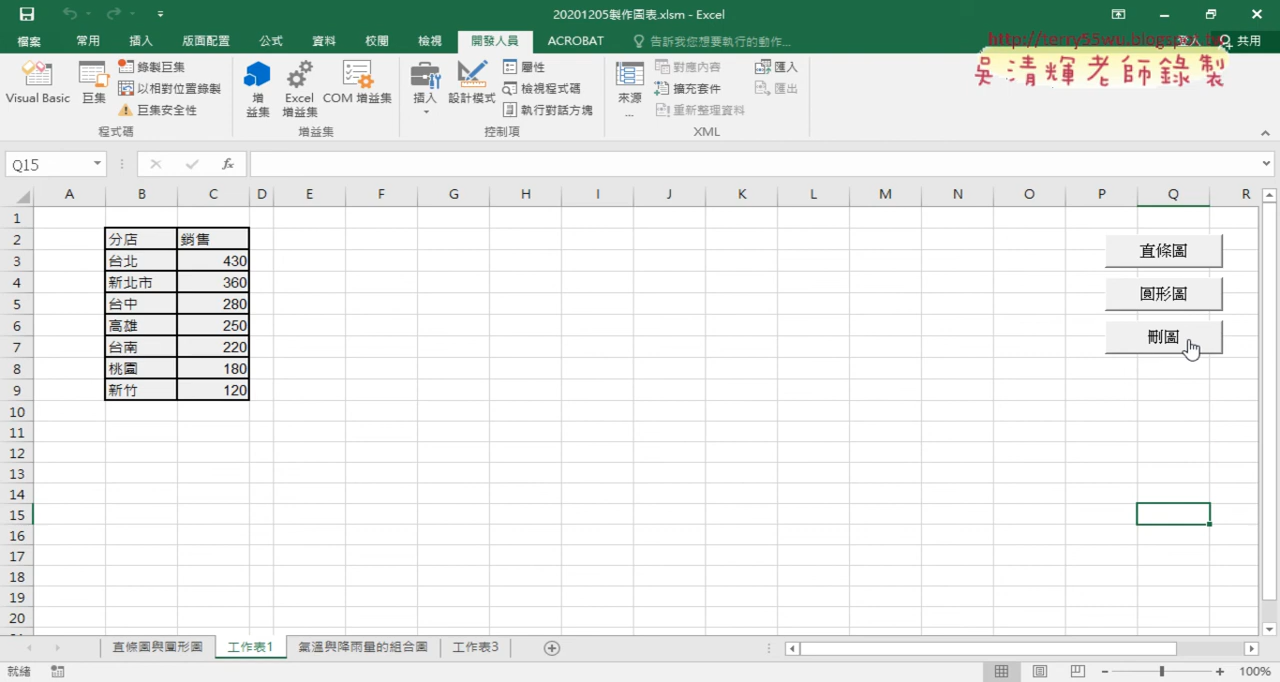 20201205製作圖表.xlsm - Excel
檔案 常用 插入 版面配置 公式 資料 校閱 檢視 開發人員 ACROBAT 告訴我您想要執行的動作... 登入 共用
http://terry55wu.blogspot.tw
吳清輝老師錄製
Visual Basic 巨集 錄製巨集 以相對位置錄製 巨集安全性
程式碼
增益集 Excel 增益集 COM 增益集
增益集
插入 設計模式 屬性 檢視程式碼 執行對話方塊
控制項
來源... 對應內容 擴充套件 重新整理資料 匯入 匯出
XML
Q15 fx
A B C D E F G H I J K L M N O P Q R
1
2 分店 銷售
3 台北 430
4 新北市 360
5 台中 280
6 高雄 250
7 台南 220
8 桃園 180
9 新竹 120
10
11
12
13
14
15
16
17
18
19
20
直條圖
圓形圖
刪圖
直條圖與圓形圖 工作表1 氣溫與降雨量的組合圖 工作表3
就緒 100%